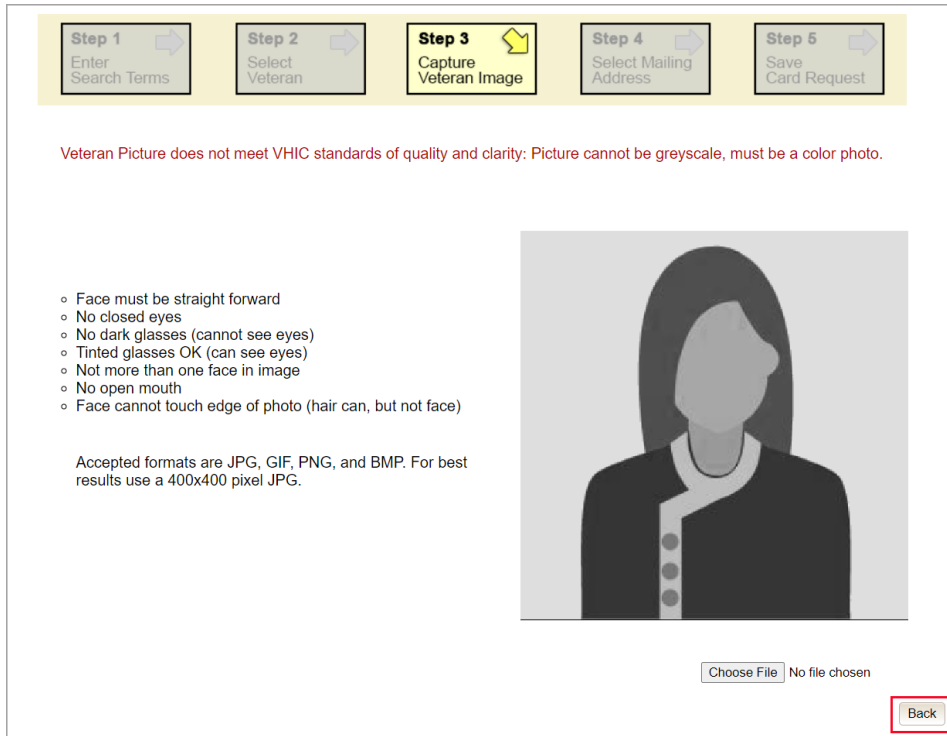 Step 1
Enter
Search Terms
Step 2
Select
Veteran
Step 3
Capture
Veteran Image
Step 4
Select Mailing
Address
Step 5
Save
Card Request
Veteran Picture does not meet VHIC standards of quality and clarity: Picture cannot be greyscale, must be a color photo.
Face must be straight forward
No closed eyes
No dark glasses (cannot see eyes)
Tinted glasses OK (can see eyes)
Not more than one face in image
No open mouth
Face cannot touch edge of photo (hair can, but not face)
Accepted formats are JPG, GIF, PNG, and BMP. For best
results use a 400x400 pixel JPG.
Choose File No file chosen
Back